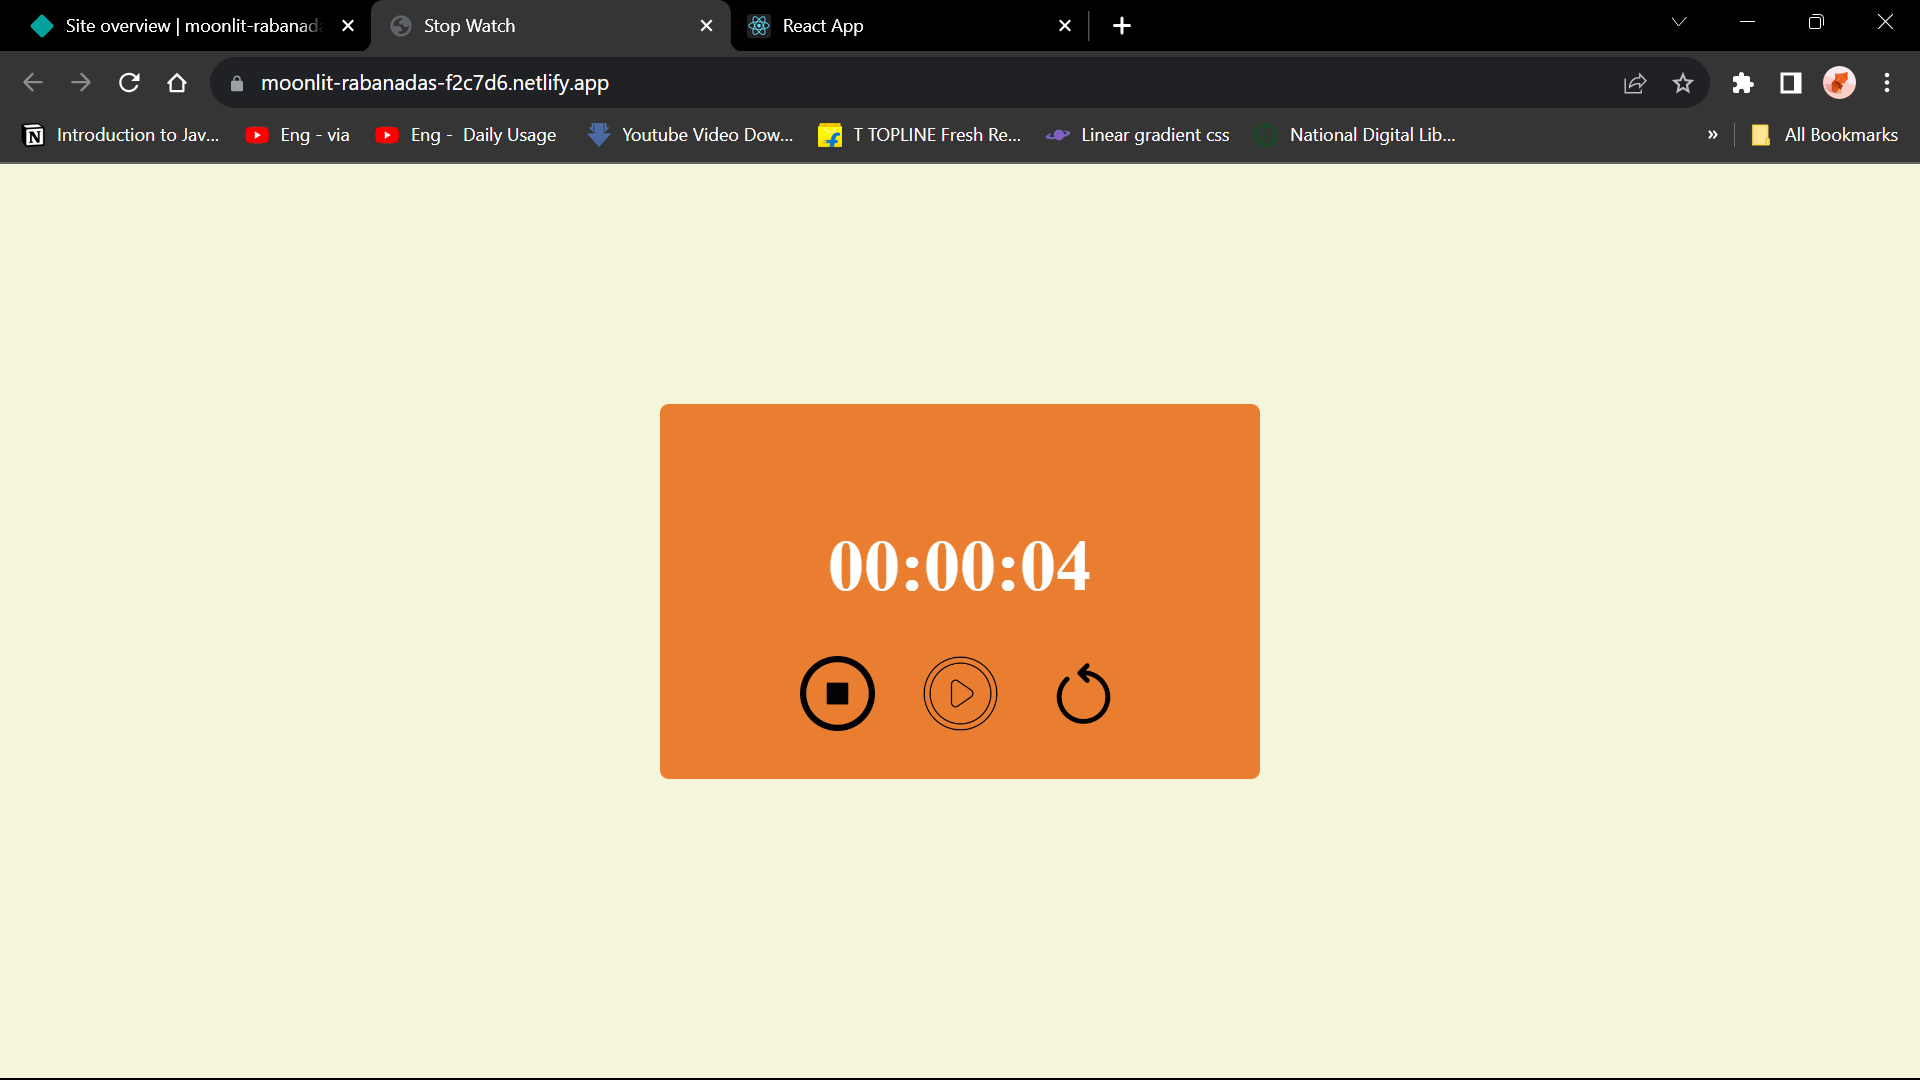 Site overview | moonlit-rabanada
Stop Watch
React App
moonlit-rabanadas-f2c7d6.netlify.app
Introduction to Jav...
Eng - via
Eng - Daily Usage
Youtube Video Dow...
T TOPLINE Fresh Re...
Linear gradient css
National Digital Lib...
»
All Bookmarks
00:00:04